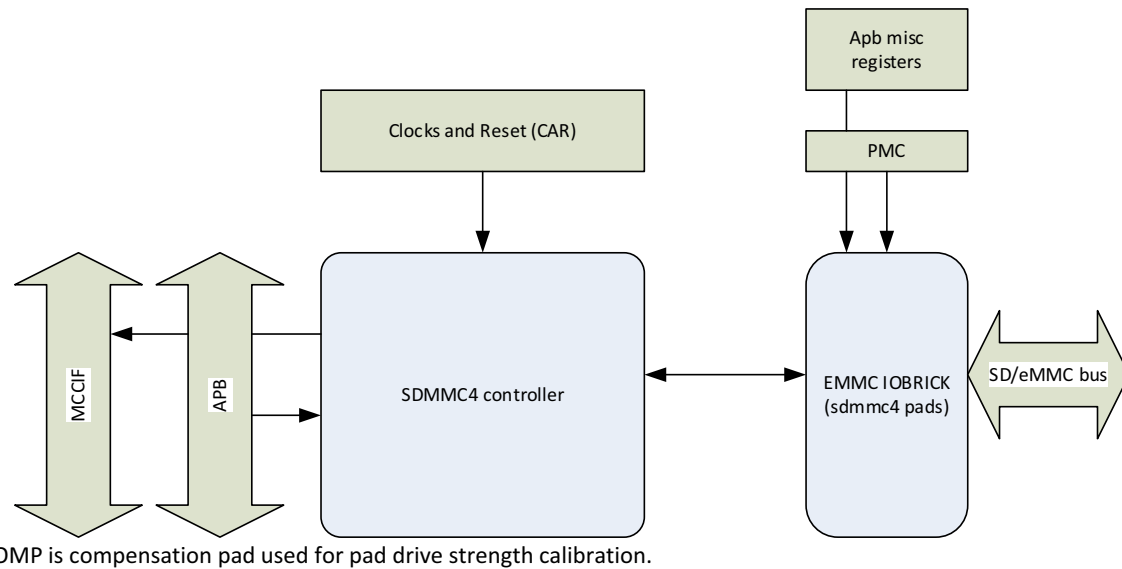 Apb misc
registers
Clocks and Reset (CAR)
PMC
MCCIF
APB
SDMMC4 controller
EMMC IOBRICK
(sdmmc4 pads)
SD/eMMC bus
OMP is compensation pad used for pad drive strength calibration.